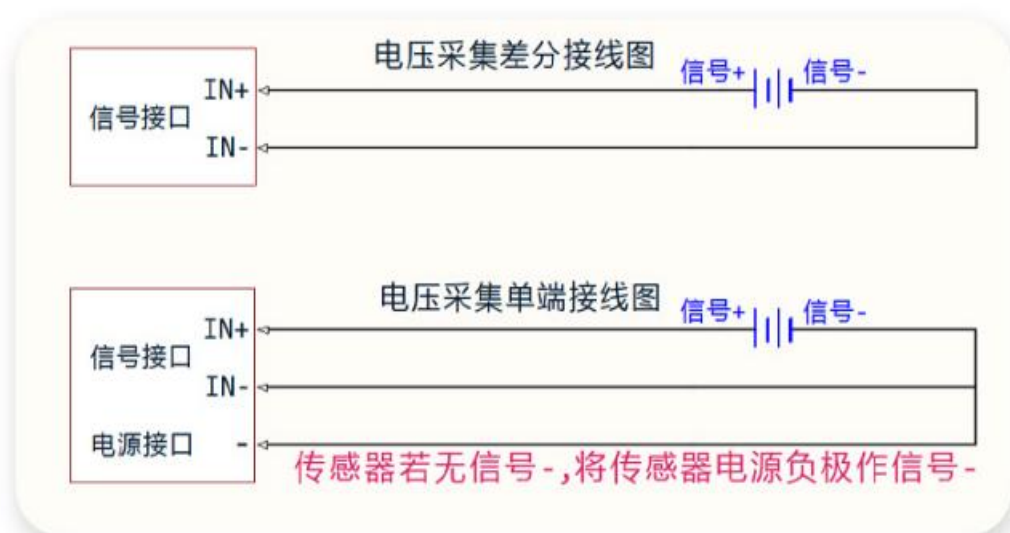 电压采集差分接线图
信号+ 信号-
IN+
信号接口
IN-
电压采集单端接线图
信号+ 信号-
IN+
信号接口
IN-
电源接口 -
传感器若无信号-,将传感器电源负极作信号-